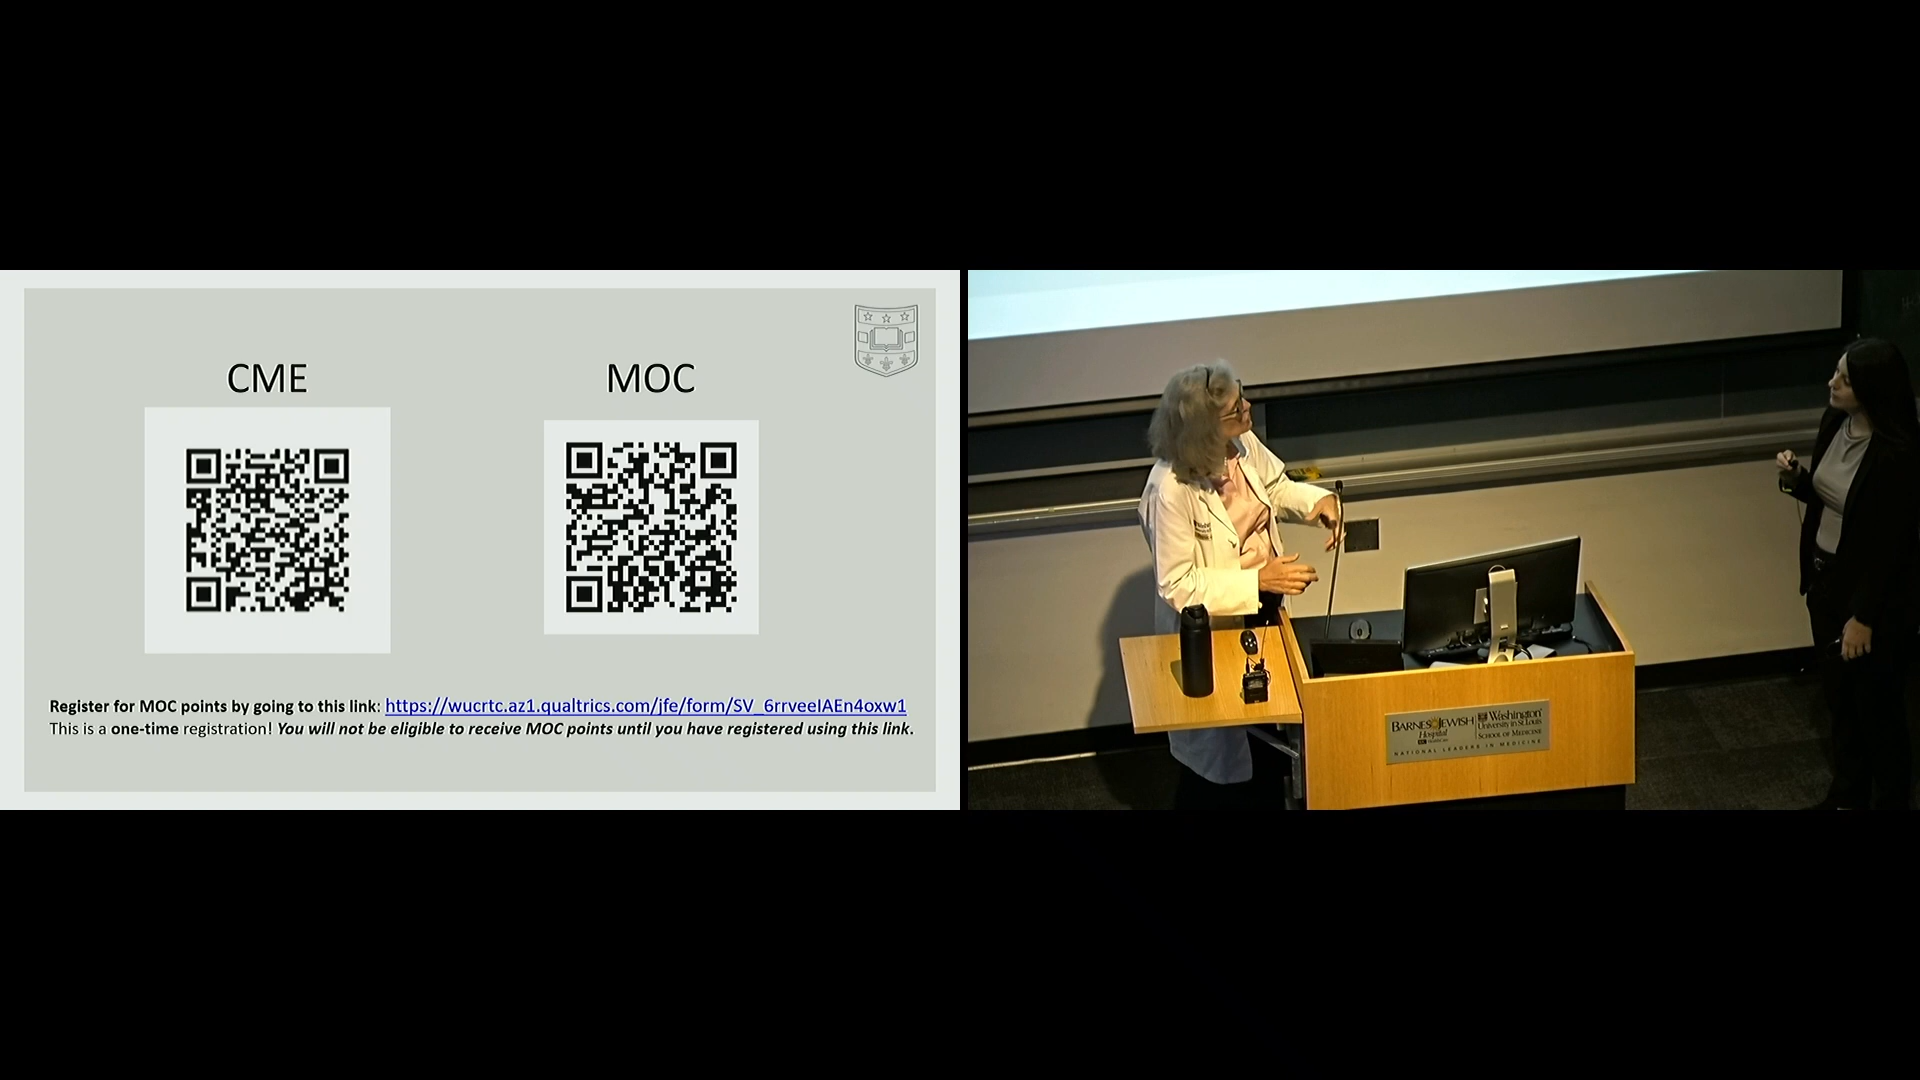 CME
MOC
Register for MOC points by going to this link: https://wucrtc.az1.qualtrics.com/jfe/form/SV_6rrveeIAEn4oxw1
This is a one-time registration! You will not be eligible to receive MOC points until you have registered using this link.
BARNES JEWISH
Hospital
Washington
University in St. Louis
SCHOOL OF MEDICINE
NATIONAL LEADERS IN MEDICINE